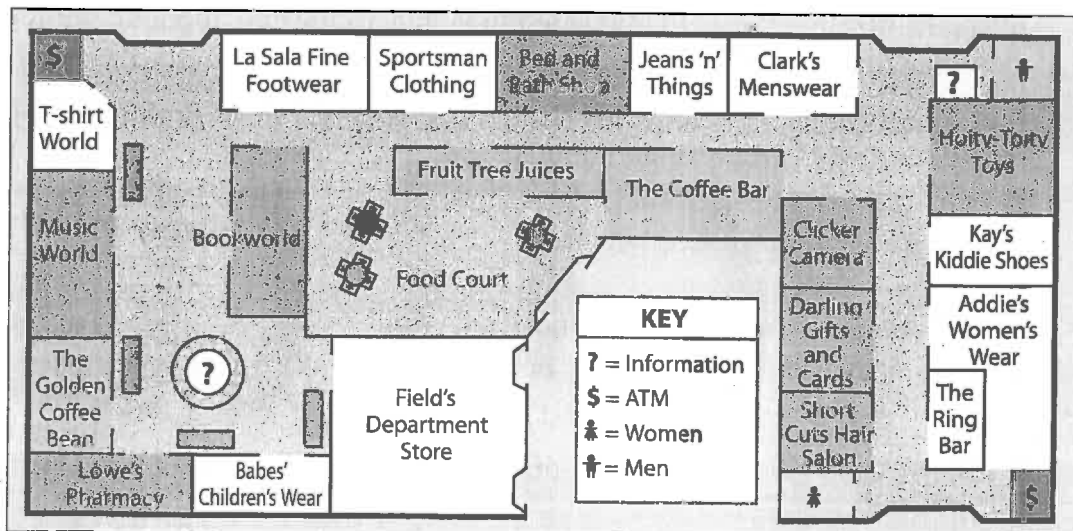 $
La Sala Fine
Footwear
Sportsman
Clothing
Bed and
Bath Shop
Jeans 'n'
Things
Clark's
Menswear
?
T-shirt
World
Hoity-Toity
Toys
Fruit Tree Juices
The Coffee Bar
Music
World
Bookworld
Clicker
Camera
Kay's
Kiddie Shoes
Food Court
KEY
? = Information
$ = ATM
= Women
= Men
Darling
Gifts
and
Cards
Addie's
Women's
Wear
The
Golden
Coffee
Bean
?
Field's
Department
Store
Short
Cuts Hair
Salon
The
Ring
Bar
Lowe's
Pharmacy
Babes'
Children's Wear
$